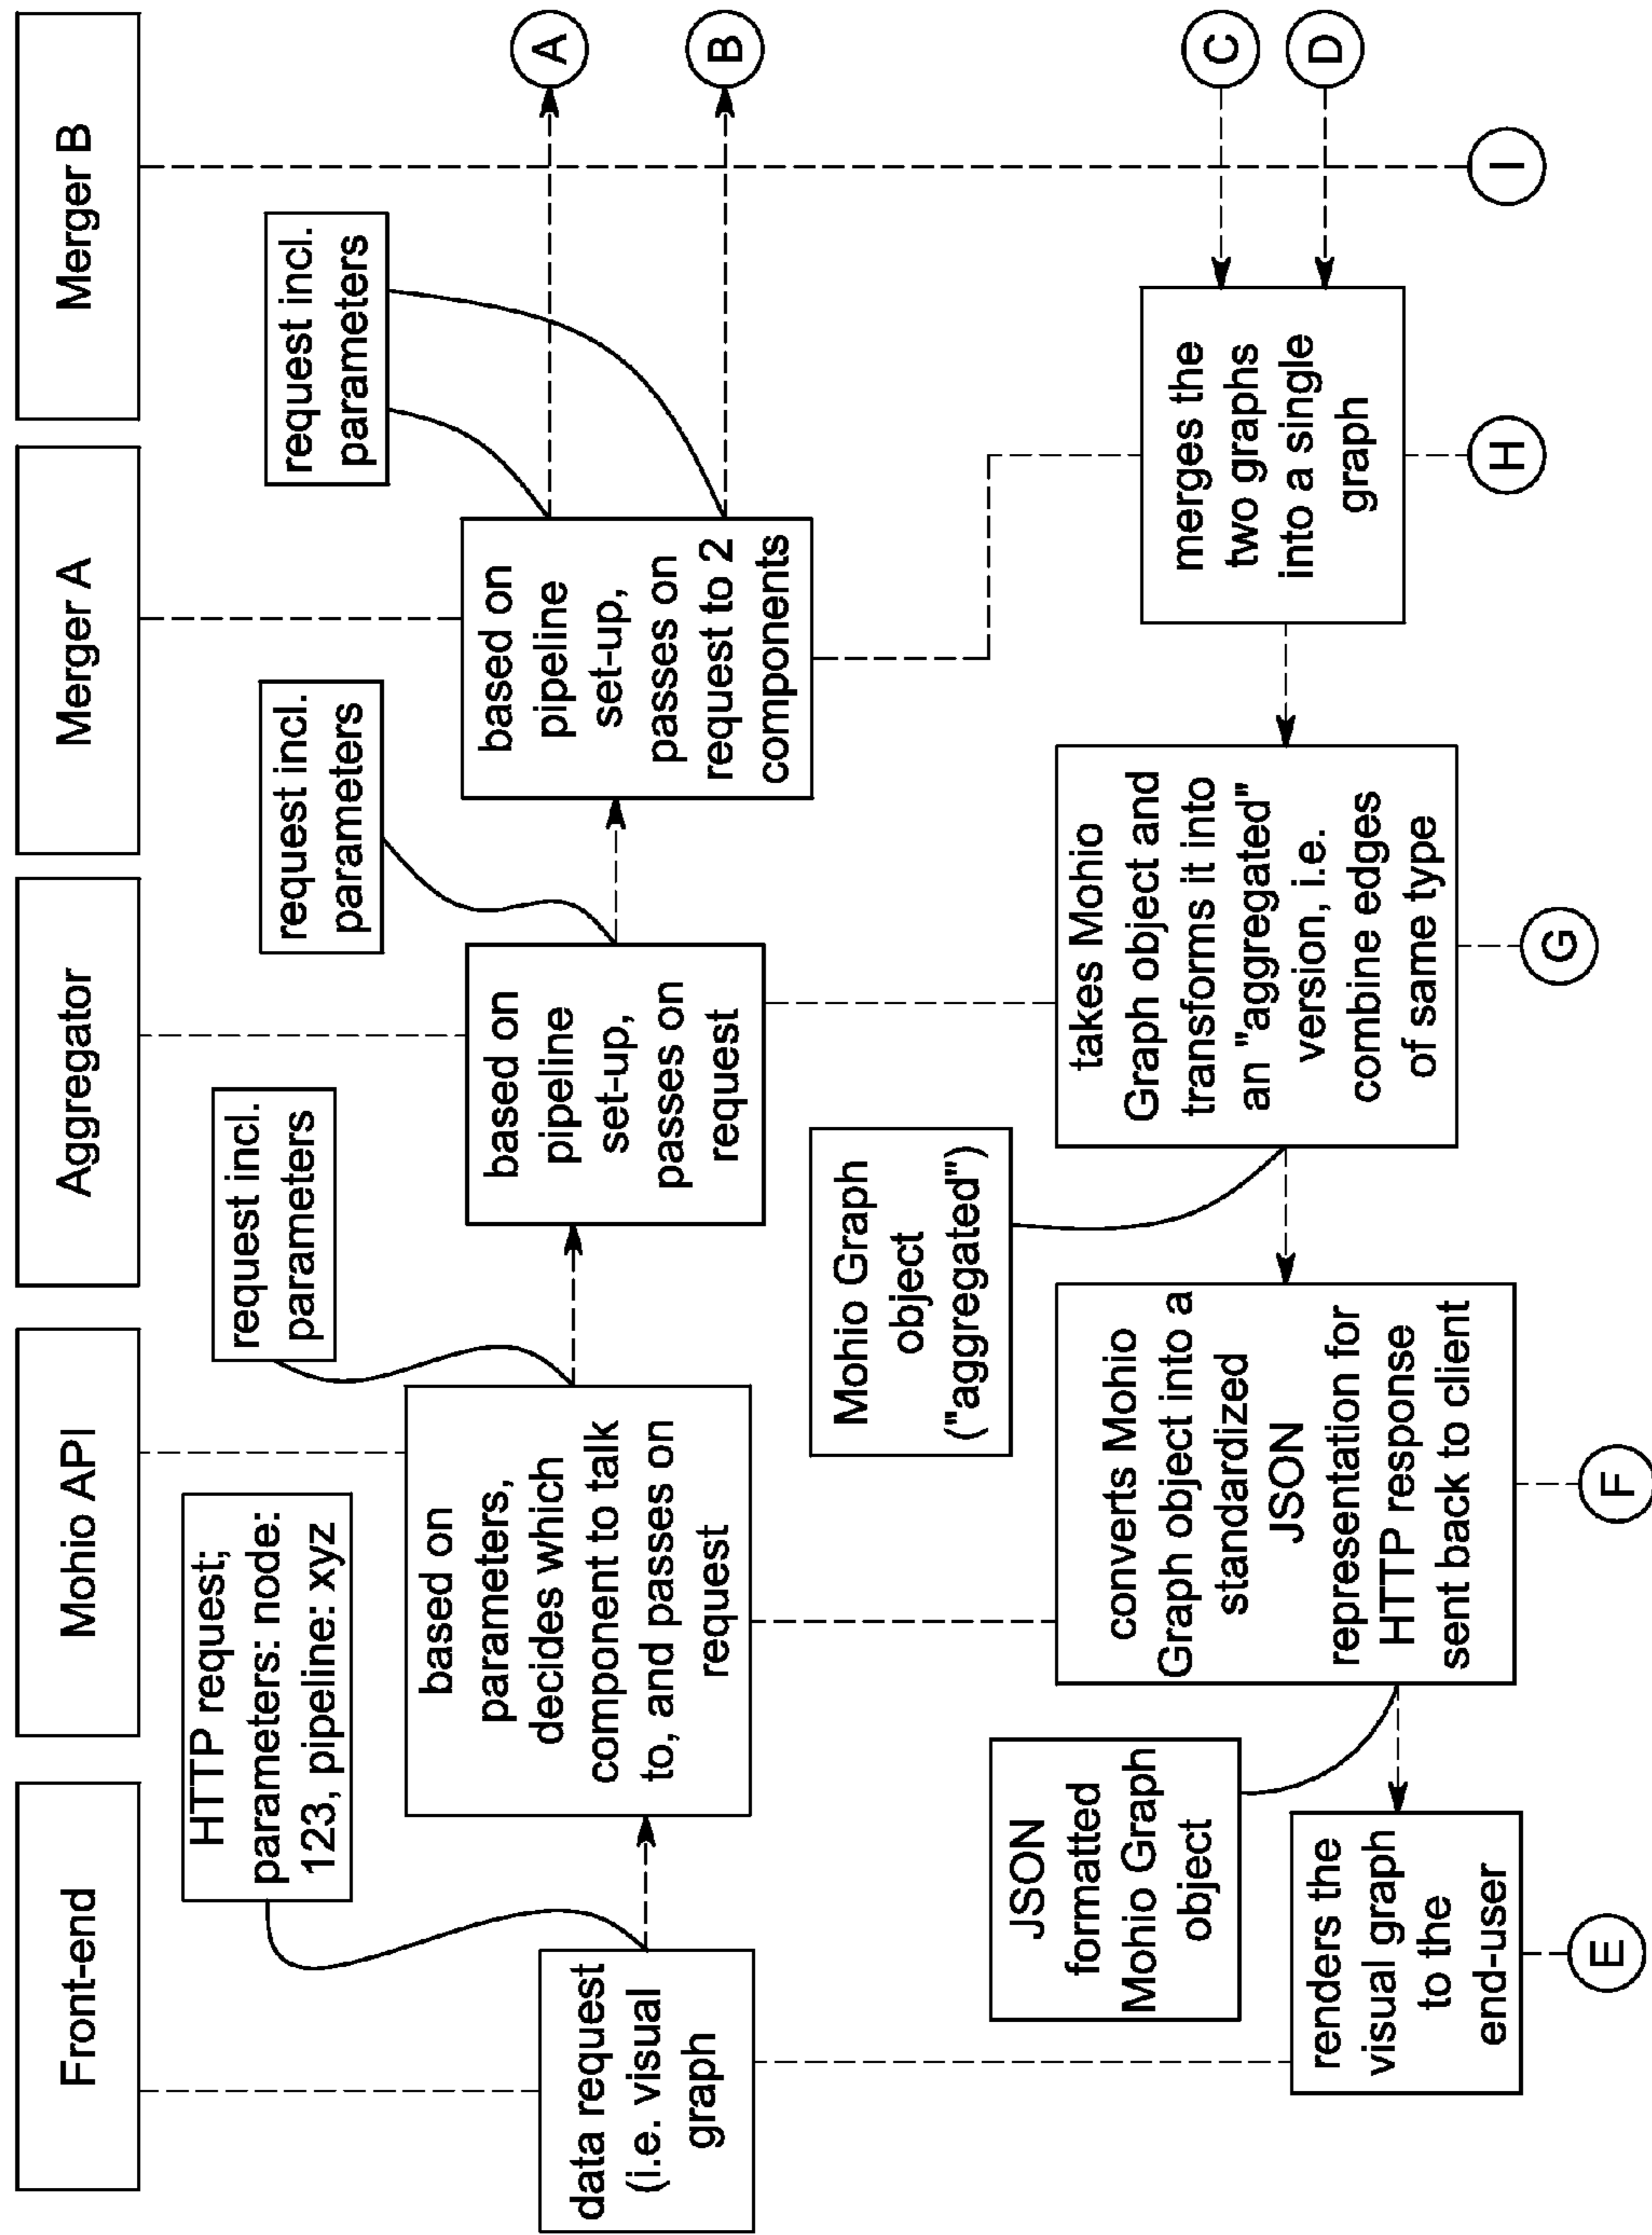 Front-end
Mohio API
Aggregator
Merger A
Merger B
HTTP request;
parameters: node:
123, pipeline: xyz
request incl.
parameters
request incl.
parameters
request incl.
parameters
data request
(i.e. visual
graph
based on
parameters,
decides which
component to talk
to, and passes on
request
based on
pipeline
set-up,
passes on
request
based on
pipeline
set-up,
passes on
request to 2
components
A
B
JSON
formatted
Mohio Graph
object
Mohio Graph
object
("aggregated")
renders the
visual graph
to the
end-user
converts Mohio
Graph object into a
standardized
JSON
representation for
HTTP response
sent back to client
takes Mohio
Graph object and
transforms it into
an "aggregated"
version, i.e.
combine edges
of same type
merges the
two graphs
into a single
graph
C
D
E
F
G
H
I